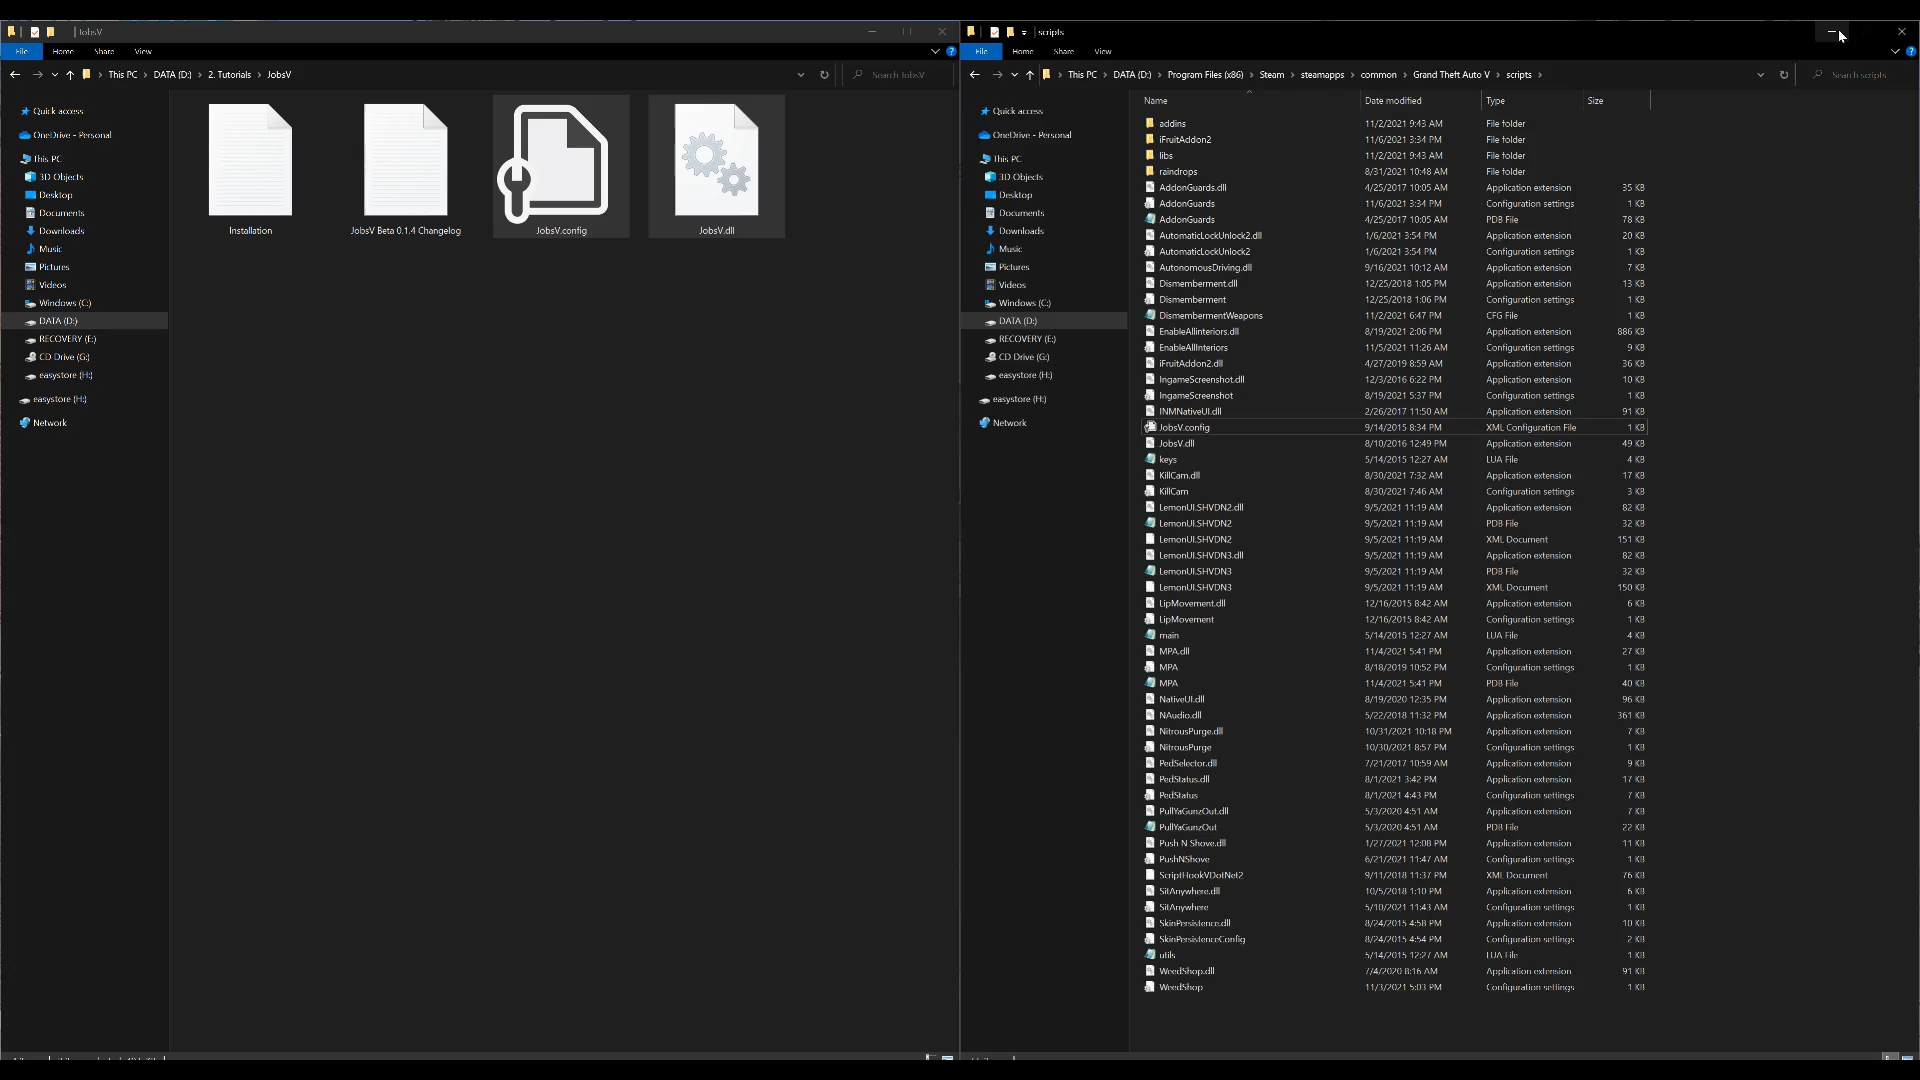 JobsV
File Home Share View
This PC DATA (D:) 2. Tutorials JobsV
Search JobsV
Quick access
OneDrive - Personal
This PC
3D Objects
Desktop
Documents
Downloads
Music
Pictures
Videos
Windows (C:)
DATA (D:)
RECOVERY (E:)
CD Drive (G:)
easystore (H:)
easystore (H:)
Network
Installation
JobsV Beta 0.1.4 Changelog
JobsV.config
JobsV.dll
scripts
File Home Share View
This PC DATA (D:) Program Files (x86) Steam steamapps common Grand Theft Auto V scripts
Search scripts
Quick access
OneDrive - Personal
This PC
3D Objects
Desktop
Documents
Downloads
Music
Pictures
Videos
Windows (C:)
DATA (D:)
RECOVERY (E:)
CD Drive (G:)
easystore (H:)
easystore (H:)
Network
Name Date modified Type Size
addins 11/2/2021 9:43 AM File folder
iFruitAddon2 11/6/2021 3:34 PM File folder
libs 11/2/2021 9:43 AM File folder
raindrops 8/31/2021 10:48 AM File folder
AddonGuards.dll 4/25/2017 10:05 AM Application extension 35 KB
AddonGuards 11/6/2021 3:34 PM Configuration settings 1 KB
AddonGuards 4/25/2017 10:05 AM PDB File 78 KB
AutomaticLockUnlock2.dll 1/6/2021 3:54 PM Application extension 20 KB
AutomaticLockUnlock2 1/6/2021 3:54 PM Configuration settings 1 KB
AutonomousDriving.dll 9/16/2021 10:12 AM Application extension 7 KB
Dismemberment.dll 12/25/2018 1:05 PM Application extension 13 KB
Dismemberment 12/25/2018 1:06 PM Configuration settings 1 KB
DismembermentWeapons 11/2/2021 6:47 PM CFG File 1 KB
EnableAllinteriors.dll 8/19/2021 2:06 PM Application extension 886 KB
EnableAllInteriors 11/5/2021 11:26 AM Configuration settings 9 KB
iFruitAddon2.dll 4/27/2019 8:59 AM Application extension 36 KB
IngameScreenshot.dll 12/3/2016 6:22 PM Application extension 10 KB
IngameScreenshot 8/19/2021 5:37 PM Configuration settings 1 KB
INMNativeUI.dll 2/26/2017 11:50 AM Application extension 91 KB
JobsV.config 9/14/2015 8:34 PM XML Configuration File 1 KB
JobsV.dll 8/10/2016 12:49 PM Application extension 49 KB
keys 5/14/2015 12:27 AM LUA File 4 KB
KillCam.dll 8/30/2021 7:32 AM Application extension 17 KB
KillCam 8/30/2021 7:46 AM Configuration settings 3 KB
LemonUI.SHVDN2.dll 9/5/2021 11:19 AM Application extension 82 KB
LemonUI.SHVDN2 9/5/2021 11:19 AM PDB File 32 KB
LemonUI.SHVDN2 9/5/2021 11:19 AM XML Document 151 KB
LemonUI.SHVDN3.dll 9/5/2021 11:19 AM Application extension 82 KB
LemonUI.SHVDN3 9/5/2021 11:19 AM PDB File 32 KB
LemonUI.SHVDN3 9/5/2021 11:19 AM XML Document 150 KB
LipMovement.dll 12/16/2015 8:42 AM Application extension 6 KB
LipMovement 12/16/2015 8:42 AM Configuration settings 1 KB
main 5/14/2015 12:27 AM LUA File 4 KB
MPA.dll 11/4/2021 5:41 PM Application extension 27 KB
MPA 8/18/2019 10:52 PM Configuration settings 1 KB
MPA 11/4/2021 5:41 PM PDB File 40 KB
NativeUI.dll 8/19/2020 12:35 PM Application extension 96 KB
NAudio.dll 5/22/2018 11:32 PM Application extension 361 KB
NitrousPurge.dll 10/31/2021 10:18 PM Application extension 7 KB
NitrousPurge 10/30/2021 8:57 PM Configuration settings 1 KB
PedSelector.dll 7/21/2017 10:59 AM Application extension 9 KB
PedStatus.dll 8/1/2021 3:42 PM Application extension 17 KB
PedStatus 8/1/2021 4:43 PM Configuration settings 7 KB
PullYaGunzOut.dll 5/3/2020 4:51 AM Application extension 7 KB
PullYaGunzOut 5/3/2020 4:51 AM PDB File 22 KB
Push N Shove.dll 1/27/2021 12:08 PM Application extension 11 KB
PushNShove 6/21/2021 11:47 AM Configuration settings 1 KB
ScriptHookVDotNet2 9/11/2018 11:37 PM XML Document 76 KB
SitAnywhere.dll 10/5/2018 1:10 PM Application extension 6 KB
SitAnywhere 5/10/2021 11:43 AM Configuration settings 1 KB
SkinPersistence.dll 8/24/2015 4:58 PM Application extension 10 KB
SkinPersistenceConfig 8/24/2015 4:54 PM Configuration settings 2 KB
utils 5/14/2015 12:27 AM LUA File 1 KB
WeedShop.dll 7/4/2020 8:16 AM Application extension 91 KB
WeedShop 11/3/2021 5:03 PM Configuration settings 1 KB